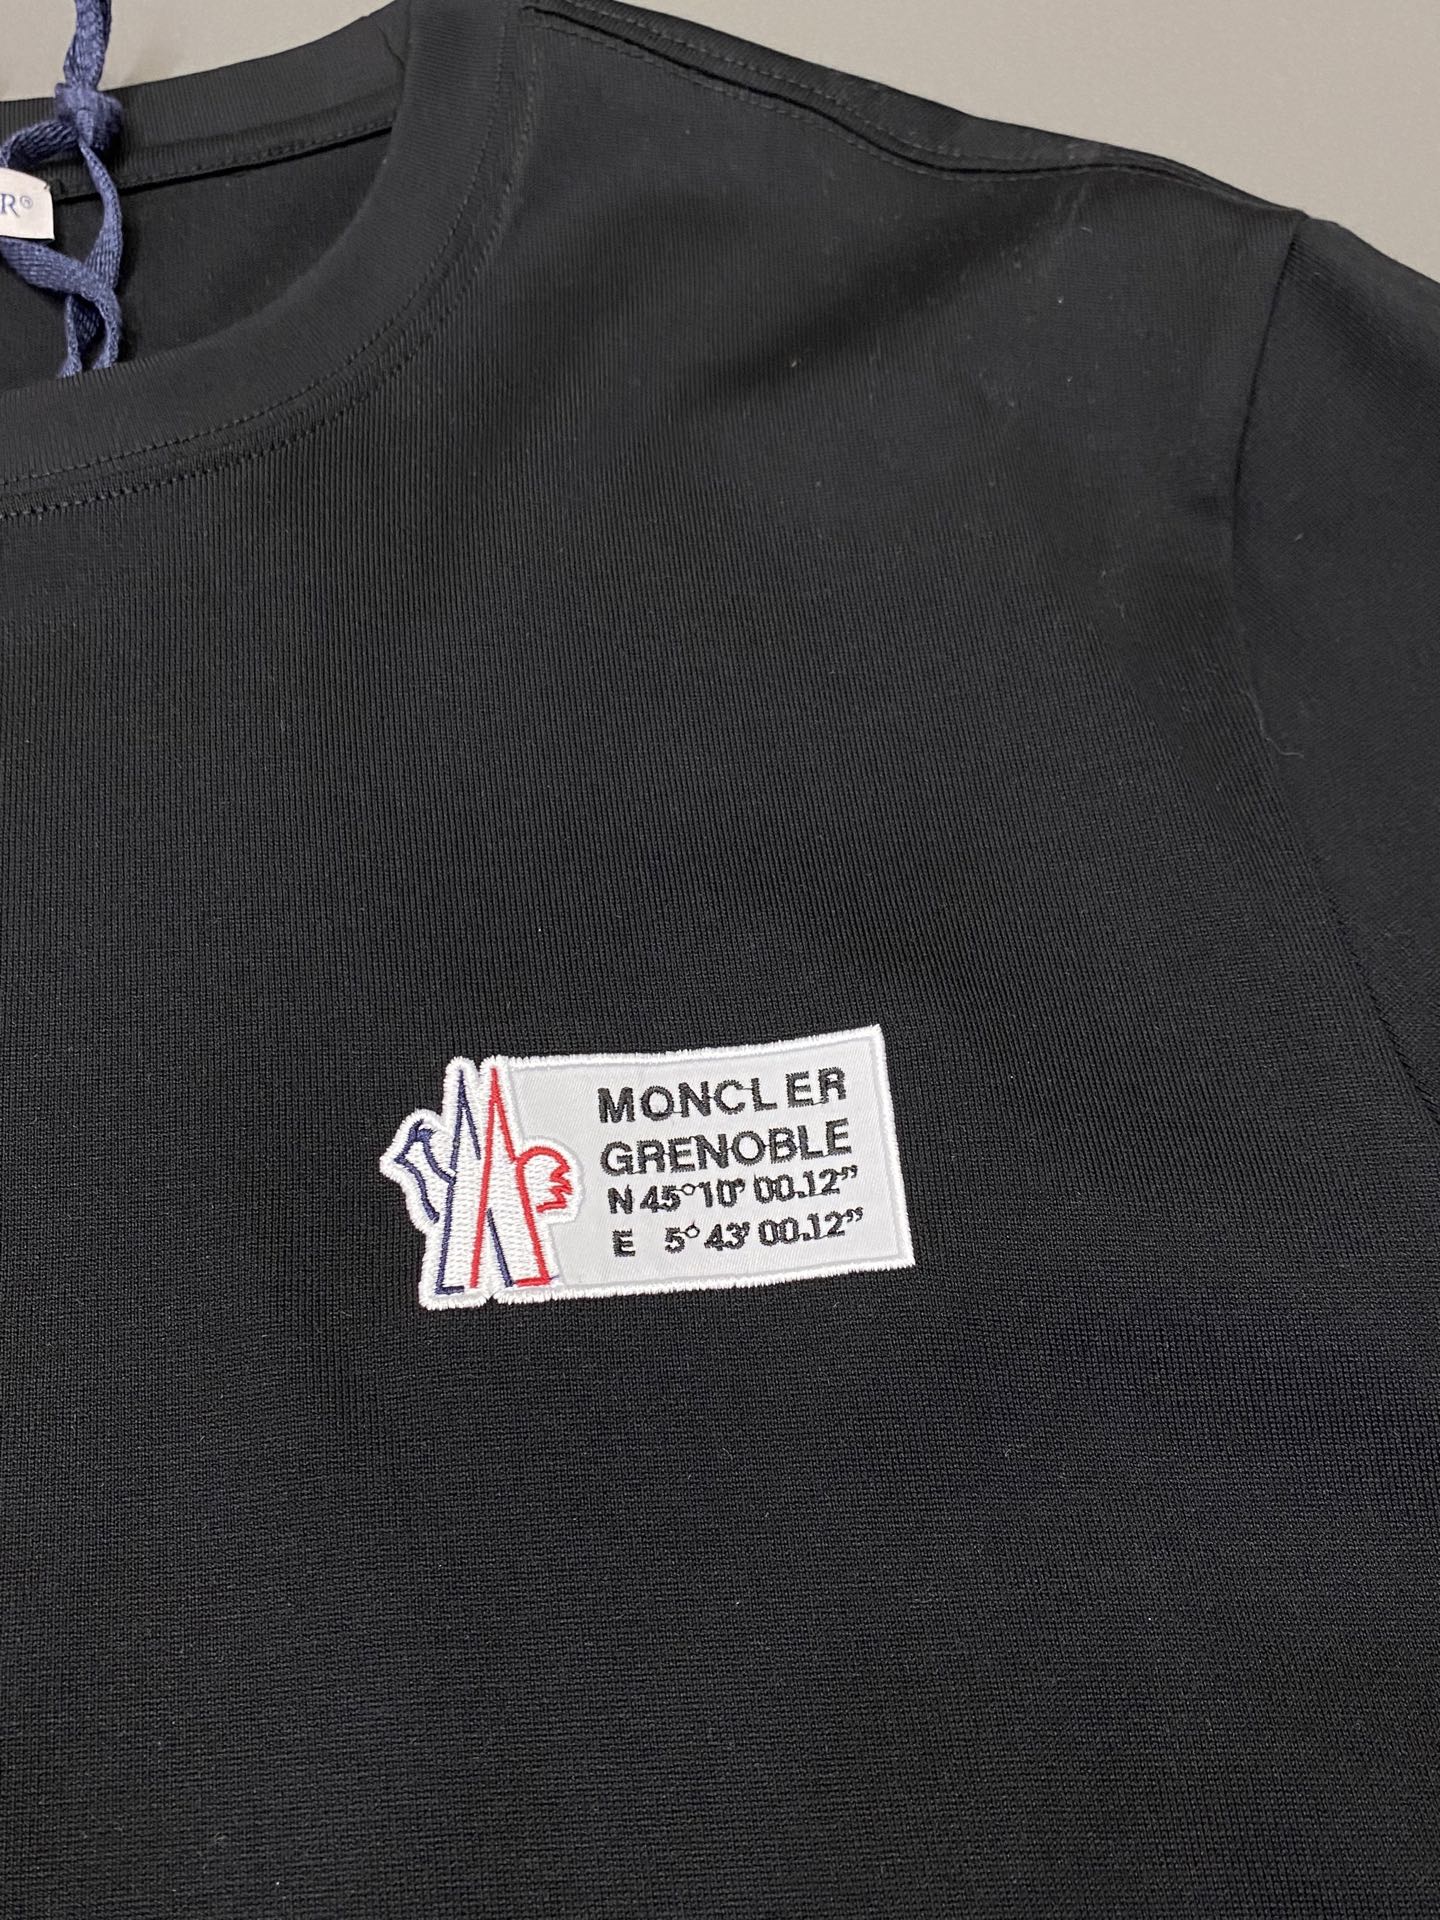 R®
MONCLER
GRENOBLE
N 45°10' 00.12”
E 5°43' 00.12”